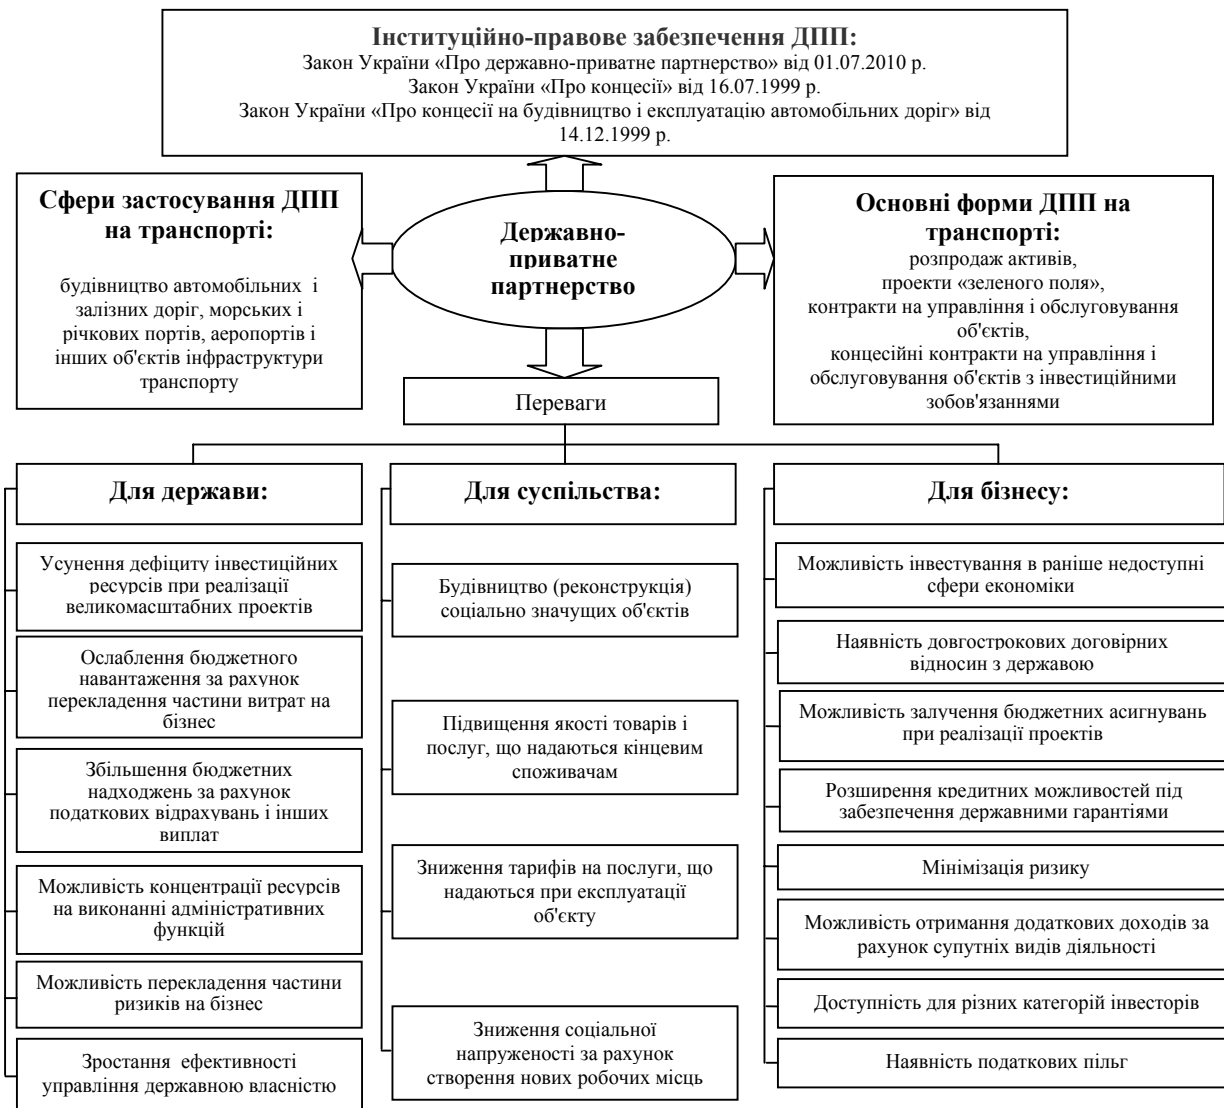 Інституційно-правове забезпечення ДПП:
Закон України «Про державно-приватне партнерство» від 01.07.2010 р.
Закон України «Про концесії» від 16.07.1999 р.
Закон України «Про концесії на будівництво і експлуатацію автомобільних доріг» від
14.12.1999 р.
Сфери застосування ДПП
на транспорті:
будівництво автомобільних і
залізних доріг, морських і
річкових портів, аеропортів і
інших об'єктів інфраструктури
транспорту
Державно-
приватне
партнерство
Основні форми ДПП на
транспорті:
розпродаж активів,
проекти «зеленого поля»,
контракти на управління і обслуговування
об'єктів,
концесійні контракти на управління і
обслуговування об'єктів з інвестиційними
зобов'язаннями
Переваги
Для держави:
Усунення дефіциту інвестиційних
ресурсів при реалізації
великомасштабних проектів
Ослаблення бюджетного
навантаження за рахунок
перекладення частини витрат на
бізнес
Збільшення бюджетних
надходжень за рахунок
податкових відрахувань і інших
виплат
Можливість концентрації ресурсів
на виконанні адміністративних
функцій
Можливість перекладення частини
ризиків на бізнес
Зростання ефективності
управління державною власністю
Для суспільства:
Будівництво (реконструкція)
соціально значущих об'єктів
Підвищення якості товарів і
послуг, що надаються кінцевим
споживачам
Зниження тарифів на послуги, що
надаються при експлуатації
об'єкту
Зниження соціальної
напруженості за рахунок
створення нових робочих місць
Для бізнесу:
Можливість інвестування в раніше недоступні
сфери економіки
Наявність довгострокових договірних
відносин з державою
Можливість залучення бюджетних асигнувань
при реалізації проектів
Розширення кредитних можливостей під
забезпечення державними гарантіями
Мінімізація ризику
Можливість отримання додаткових доходів за
рахунок супутніх видів діяльності
Доступність для різних категорій інвесторів
Наявність податкових пільг